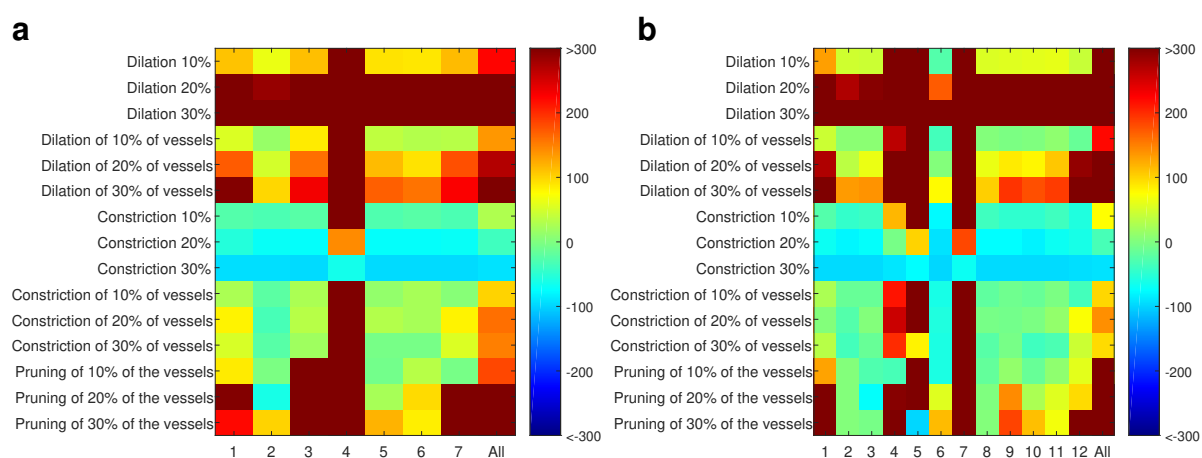 a
Dilation 10%
Dilation 20%
Dilation 30%
Dilation of 10% of vessels
Dilation of 20% of vessels
Dilation of 30% of vessels
Constriction 10%
Constriction 20%
Constriction 30%
Constriction of 10% of vessels
Constriction of 20% of vessels
Constriction of 30% of vessels
Pruning of 10% of the vessels
Pruning of 20% of the vessels
Pruning of 30% of the vessels
1 2 3 4 5 6 7 All
>300
200
100
0
-100
-200
<-300
b
Dilation 10%
Dilation 20%
Dilation 30%
Dilation of 10% of vessels
Dilation of 20% of vessels
Dilation of 30% of vessels
Constriction 10%
Constriction 20%
Constriction 30%
Constriction of 10% of vessels
Constriction of 20% of vessels
Constriction of 30% of vessels
Pruning of 10% of the vessels
Pruning of 20% of the vessels
Pruning of 30% of the vessels
1 2 3 4 5 6 7 8 9 10 11 12 All
>300
200
100
0
-100
-200
<-300